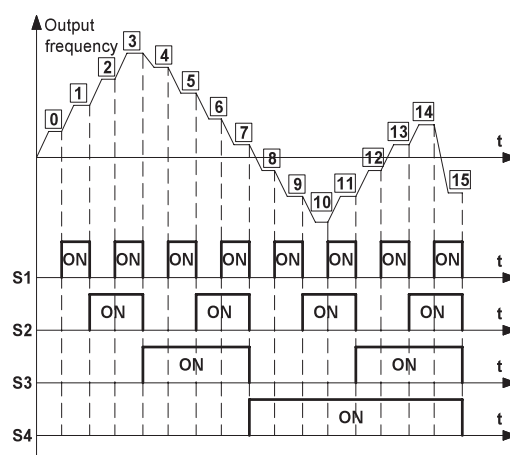 Output
frequency
3
4
2
14
1
5
13
0
6
t
7
12
8
15
9
11
10
ON ON ON ON ON ON ON ON
S1 t
ON ON ON ON
S2 t
ON ON
S3 t
ON
S4 t